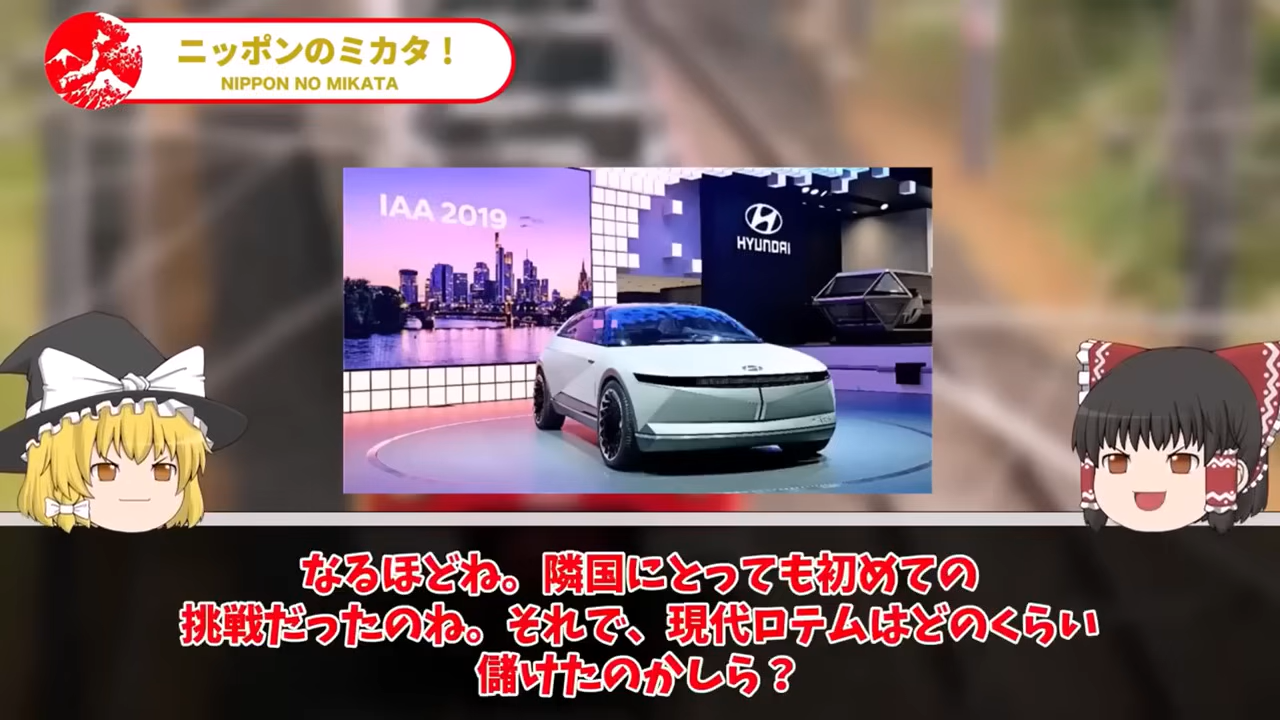 ニッポンのミカタ！
NIPPON NO MIKATA
IAA 2019
HYUNDAI
なるほどね。隣国にとっても初めての
挑戦だったのね。それで、現代ロテムはどのくらい
儲けたのかしら？